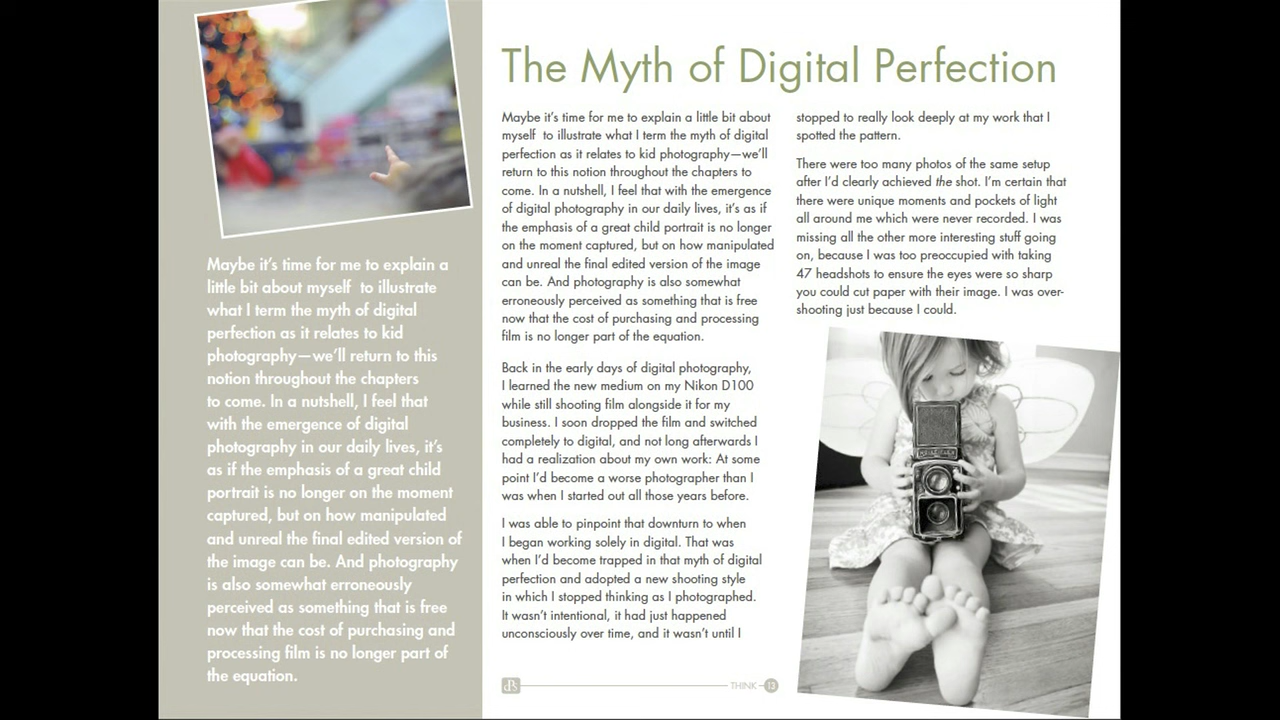 Maybe it's time for me to explain a
little bit about myself to illustrate
what I term the myth of digital
perfection as it relates to kid
photography—we'll return to this
notion throughout the chapters
to come. In a nutshell, I feel that
with the emergence of digital
photography in our daily lives, it's
as if the emphasis of a great child
portrait is no longer on the moment
captured, but on how manipulated
and unreal the final edited version of
the image can be. And photography
is also somewhat erroneously
perceived as something that is free
now that the cost of purchasing and
processing film is no longer part of
the equation.
The Myth of Digital Perfection
Maybe it's time for me to explain a little bit about
myself to illustrate what I term the myth of digital
perfection as it relates to kid photography—we'll
return to this notion throughout the chapters to
come. In a nutshell, I feel that with the emergence
of digital photography in our daily lives, it's as if
the emphasis of a great child portrait is no longer
on the moment captured, but on how manipulated
and unreal the final edited version of the image
can be. And photography is also somewhat
erroneously perceived as something that is free
now that the cost of purchasing and processing
film is no longer part of the equation.
Back in the early days of digital photography,
I learned the new medium on my Nikon D100
while still shooting film alongside it for my
business. I soon dropped the film and switched
completely to digital, and not long afterwards I
had a realization about my own work: At some
point I'd become a worse photographer than I
was when I started out all those years before.
I was able to pinpoint that downturn to when
I began working solely in digital. That was
when I'd become trapped in that myth of digital
perfection and adopted a new shooting style
in which I stopped thinking as I photographed.
It wasn't intentional, it had just happened
unconsciously over time, and it wasn't until I
stopped to really look deeply at my work that I
spotted the pattern.
There were too many photos of the same setup
after I'd clearly achieved the shot. I'm certain that
there were unique moments and pockets of light
all around me which were never recorded. I was
missing all the other more interesting stuff going
on, because I was too preoccupied with taking
47 headshots to ensure the eyes were so sharp
you could cut paper with their image. I was over-
shooting just because I could.
dPs
THINK 13